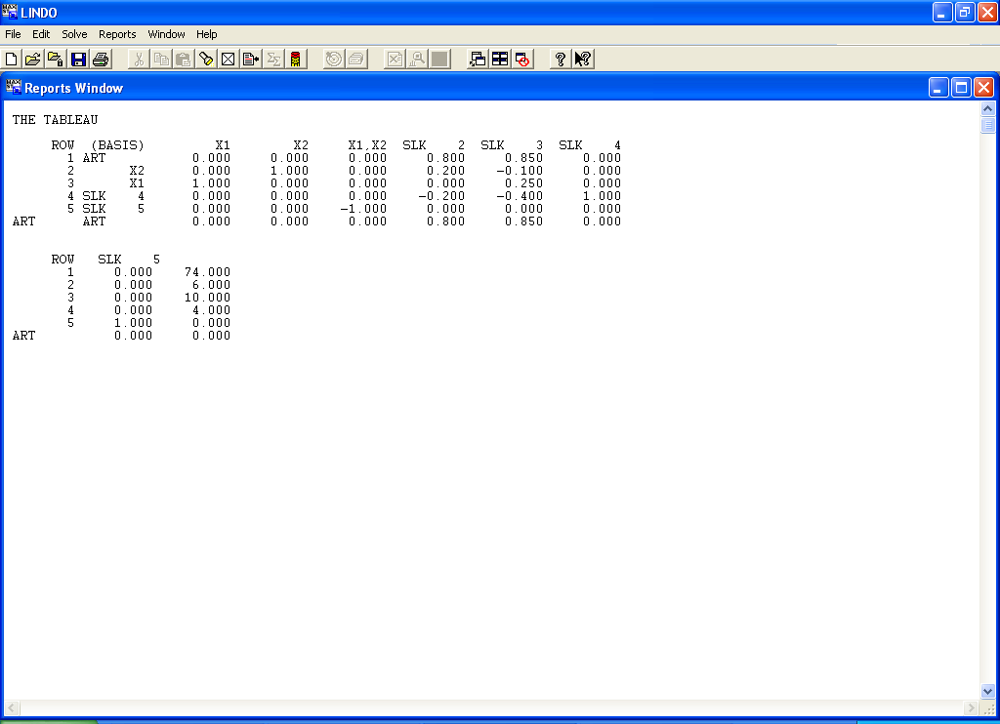 LINDO
File Edit Solve Reports Window Help
Reports Window
THE TABLEAU
ROW (BASIS) X1 X2 X1,X2 SLK 2 SLK 3 SLK 4
1 ART 0.000 0.000 0.000 0.800 0.850 0.000
2 X2 0.000 1.000 0.000 0.200 -0.100 0.000
3 X1 1.000 0.000 0.000 0.000 0.250 0.000
4 SLK 4 0.000 0.000 0.000 -0.200 -0.400 1.000
5 SLK 5 0.000 0.000 -1.000 0.000 0.000 0.000
ART ART 0.000 0.000 0.000 0.800 0.850 0.000
ROW SLK 5
1 0.000 74.000
2 0.000 6.000
3 0.000 10.000
4 0.000 4.000
5 1.000 0.000
ART 0.000 0.000